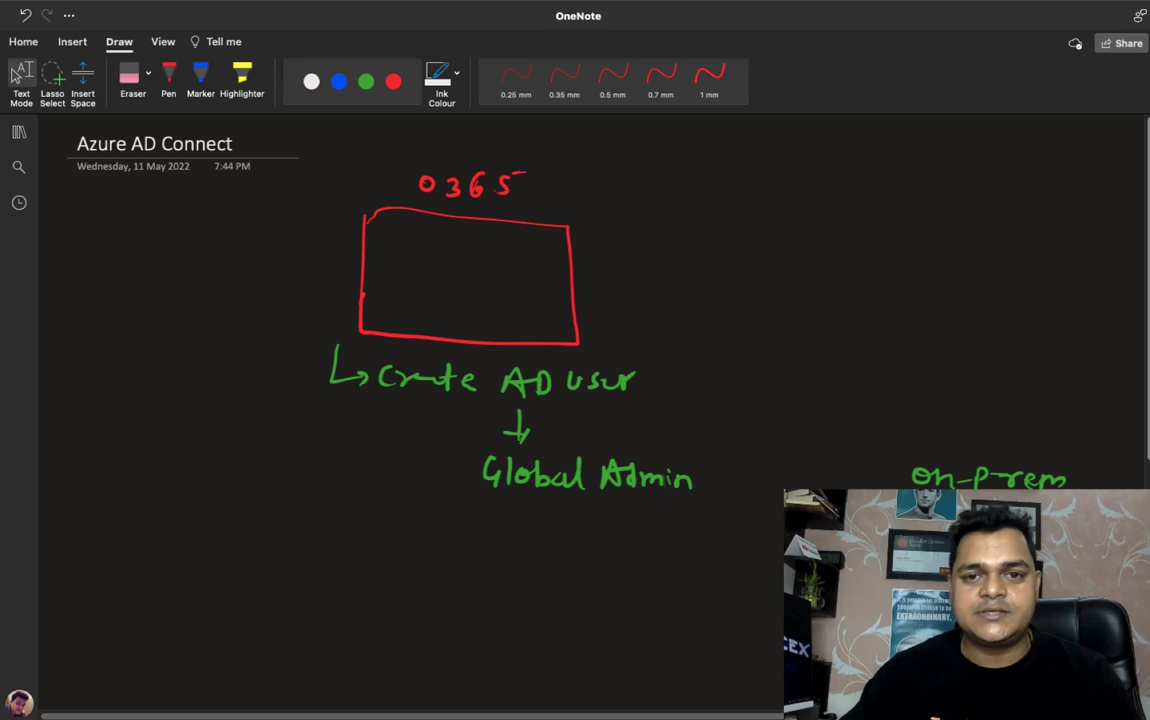 OneNote
Home Insert Draw View Tell me
Share
Text Mode
Lasso Select
Insert Space
Eraser
Pen
Marker
Highlighter
Ink Colour
0.25 mm 0.35 mm 0.5 mm 0.7 mm 1 mm
Azure AD Connect
Wednesday, 11 May 2022 7:44 PM
O365
Create AD User
Global Admin
On-prem
EXTRAORDINARY.
CEX